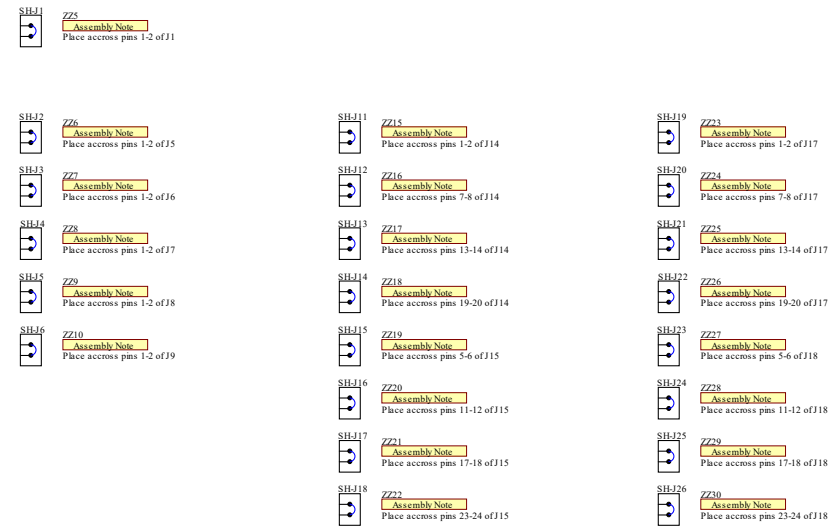 SH-J1
ZZ5
Assembly Note
Place accross pins 1-2 of J1
SH-J2
ZZ6
Assembly Note
Place accross pins 1-2 of J5
SH-J3
ZZ7
Assembly Note
Place accross pins 1-2 of J6
SH-J4
ZZ8
Assembly Note
Place accross pins 1-2 of J7
SH-J5
ZZ9
Assembly Note
Place accross pins 1-2 of J8
SH-J6
ZZ10
Assembly Note
Place accross pins 1-2 of J9
SH-J11
ZZ15
Assembly Note
Place accross pins 1-2 of J14
SH-J12
ZZ16
Assembly Note
Place accross pins 7-8 of J14
SH-J13
ZZ17
Assembly Note
Place accross pins 13-14 of J14
SH-J14
ZZ18
Assembly Note
Place accross pins 19-20 of J14
SH-J15
ZZ19
Assembly Note
Place accross pins 5-6 of J15
SH-J16
ZZ20
Assembly Note
Place accross pins 11-12 of J15
SH-J17
ZZ21
Assembly Note
Place accross pins 17-18 of J15
SH-J18
ZZ22
Assembly Note
Place accross pins 23-24 of J15
SH-J19
ZZ23
Assembly Note
Place accross pins 1-2 of J17
SH-J20
ZZ24
Assembly Note
Place accross pins 7-8 of J17
SH-J21
ZZ25
Assembly Note
Place accross pins 13-14 of J17
SH-J22
ZZ26
Assembly Note
Place accross pins 19-20 of J17
SH-J23
ZZ27
Assembly Note
Place accross pins 5-6 of J18
SH-J24
ZZ28
Assembly Note
Place accross pins 11-12 of J18
SH-J25
ZZ29
Assembly Note
Place accross pins 17-18 of J18
SH-J26
ZZ30
Assembly Note
Place accross pins 23-24 of J18